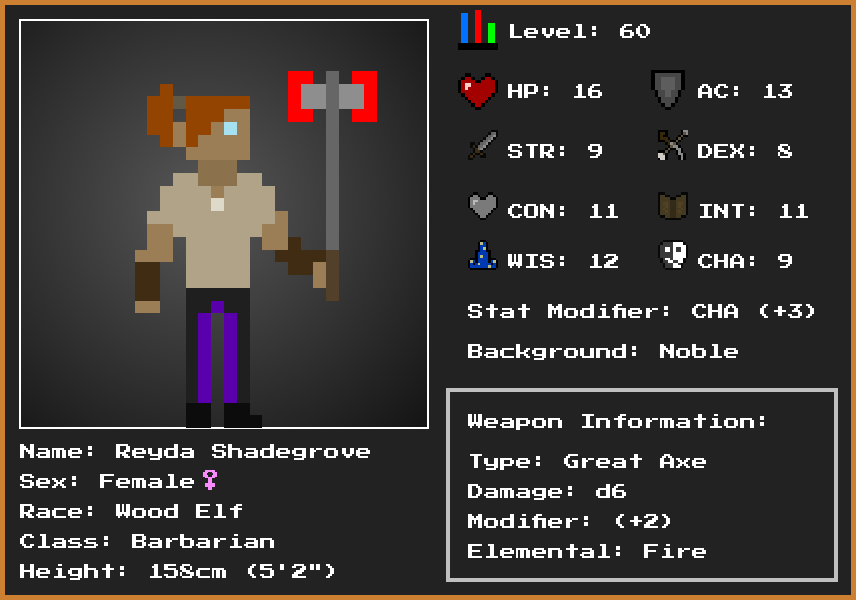 Level: 60
HP: 16
AC: 13
STR: 9
DEX: 8
CON: 11
INT: 11
WIS: 12
CHA: 9
Stat Modifier: CHA (+3)
Background: Noble
Weapon Information:
Type: Great Axe
Damage: d6
Modifier: (+2)
Elemental: Fire
Name: Reyda Shadegrove
Sex: Female♀
Race: Wood Elf
Class: Barbarian
Height: 158cm (5'2")